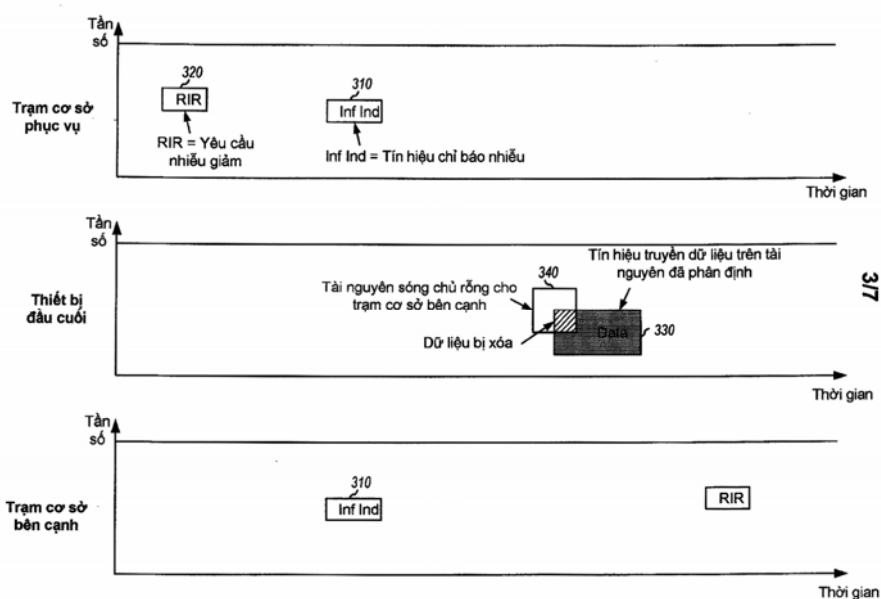 Tần
số
Trạm cơ sở
phục vụ
320
RIR
RIR = Yêu cầu
nhiễu giảm
310
Inf Ind
Inf Ind = Tín hiệu chỉ báo nhiễu
Thời gian
Tần
số
Thiết bị
đầu cuối
Tài nguyên sóng chủ rỗng cho
trạm cơ sở bên cạnh
340
Tín hiệu truyền dữ liệu trên tài
nguyên đã phân định
Dữ liệu bị xóa
Data
330
Thời gian
3/7
Tần
số
Trạm cơ sở
bên cạnh
310
Inf Ind
RIR
Thời gian